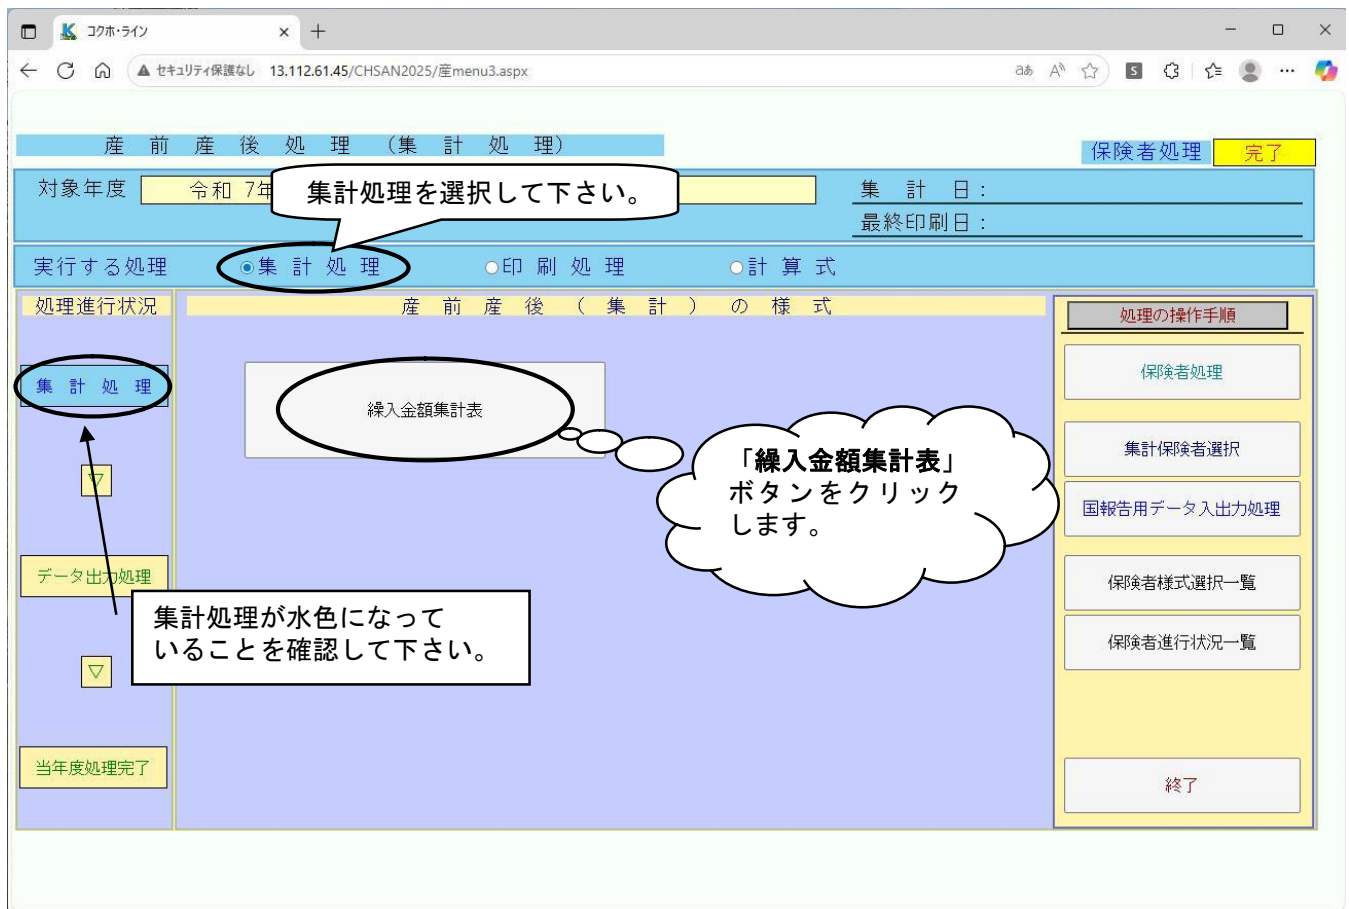 コクホ・ライン
セキュリティ保護なし 13.112.61.45/CHSAN2025/産menu3.aspx
産前産後処理(集計処理)
保険者処理 完了
対象年度 令和 7年
集計処理を選択して下さい。
集計日:
最終印刷日:
実行する処理 集計処理 印刷処理 計算式
処理進行状況
産前産後(集計)の様式
処理の操作手順
保険者処理
集計処理
繰入金額集計表
集計保険者選択
「繰入金額集計表」
ボタンをクリック
します。
▽
国報告用データ入出力処理
データ出力処理
保険者様式選択一覧
集計処理が水色になって
いることを確認して下さい。
保険者進行状況一覧
▽
当年度処理完了
終了